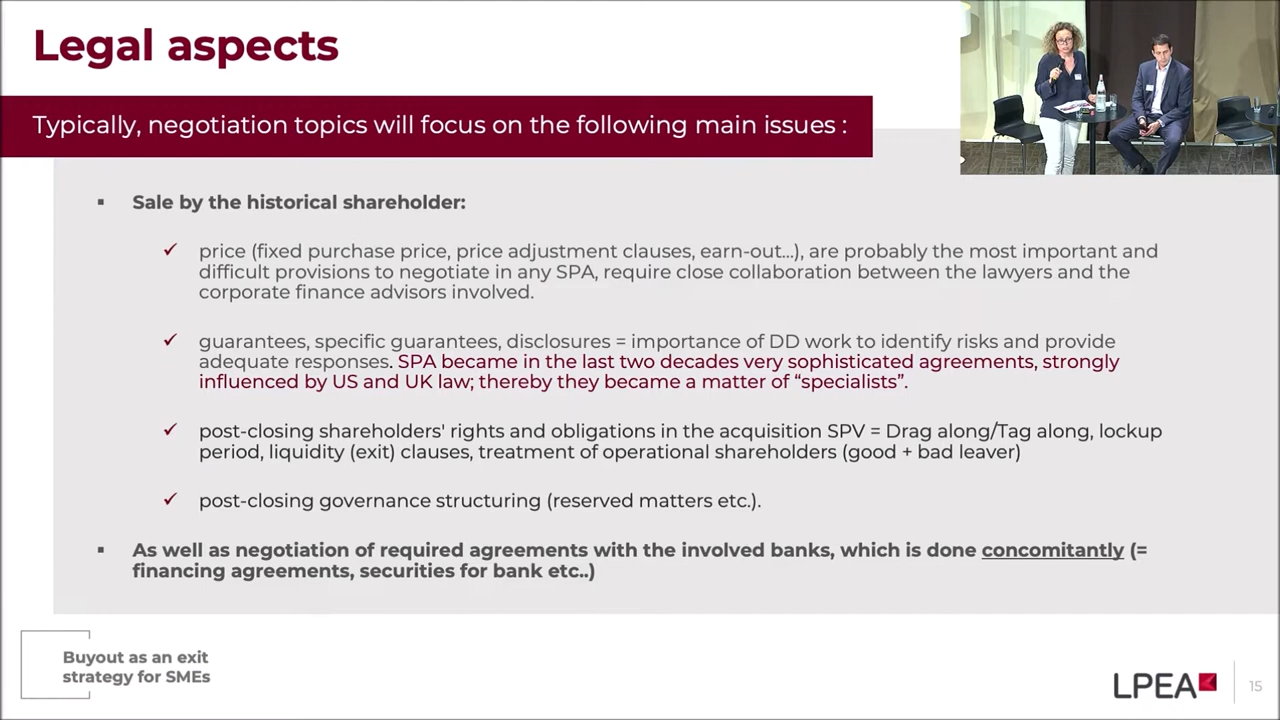 Legal aspects
Typically, negotiation topics will focus on the following main issues :
▪ Sale by the historical shareholder:
✓ price (fixed purchase price, price adjustment clauses, earn-out...), are probably the most important and
difficult provisions to negotiate in any SPA, require close collaboration between the lawyers and the
corporate finance advisors involved.
✓ guarantees, specific guarantees, disclosures = importance of DD work to identify risks and provide
adequate responses. SPA became in the last two decades very sophisticated agreements, strongly
influenced by US and UK law; thereby they became a matter of “specialists”.
✓ post-closing shareholders' rights and obligations in the acquisition SPV = Drag along/Tag along, lockup
period, liquidity (exit) clauses, treatment of operational shareholders (good + bad leaver)
✓ post-closing governance structuring (reserved matters etc.).
▪ As well as negotiation of required agreements with the involved banks, which is done concomitantly (=
financing agreements, securities for bank etc..)
Buyout as an exit
strategy for SMEs
LPEA
15